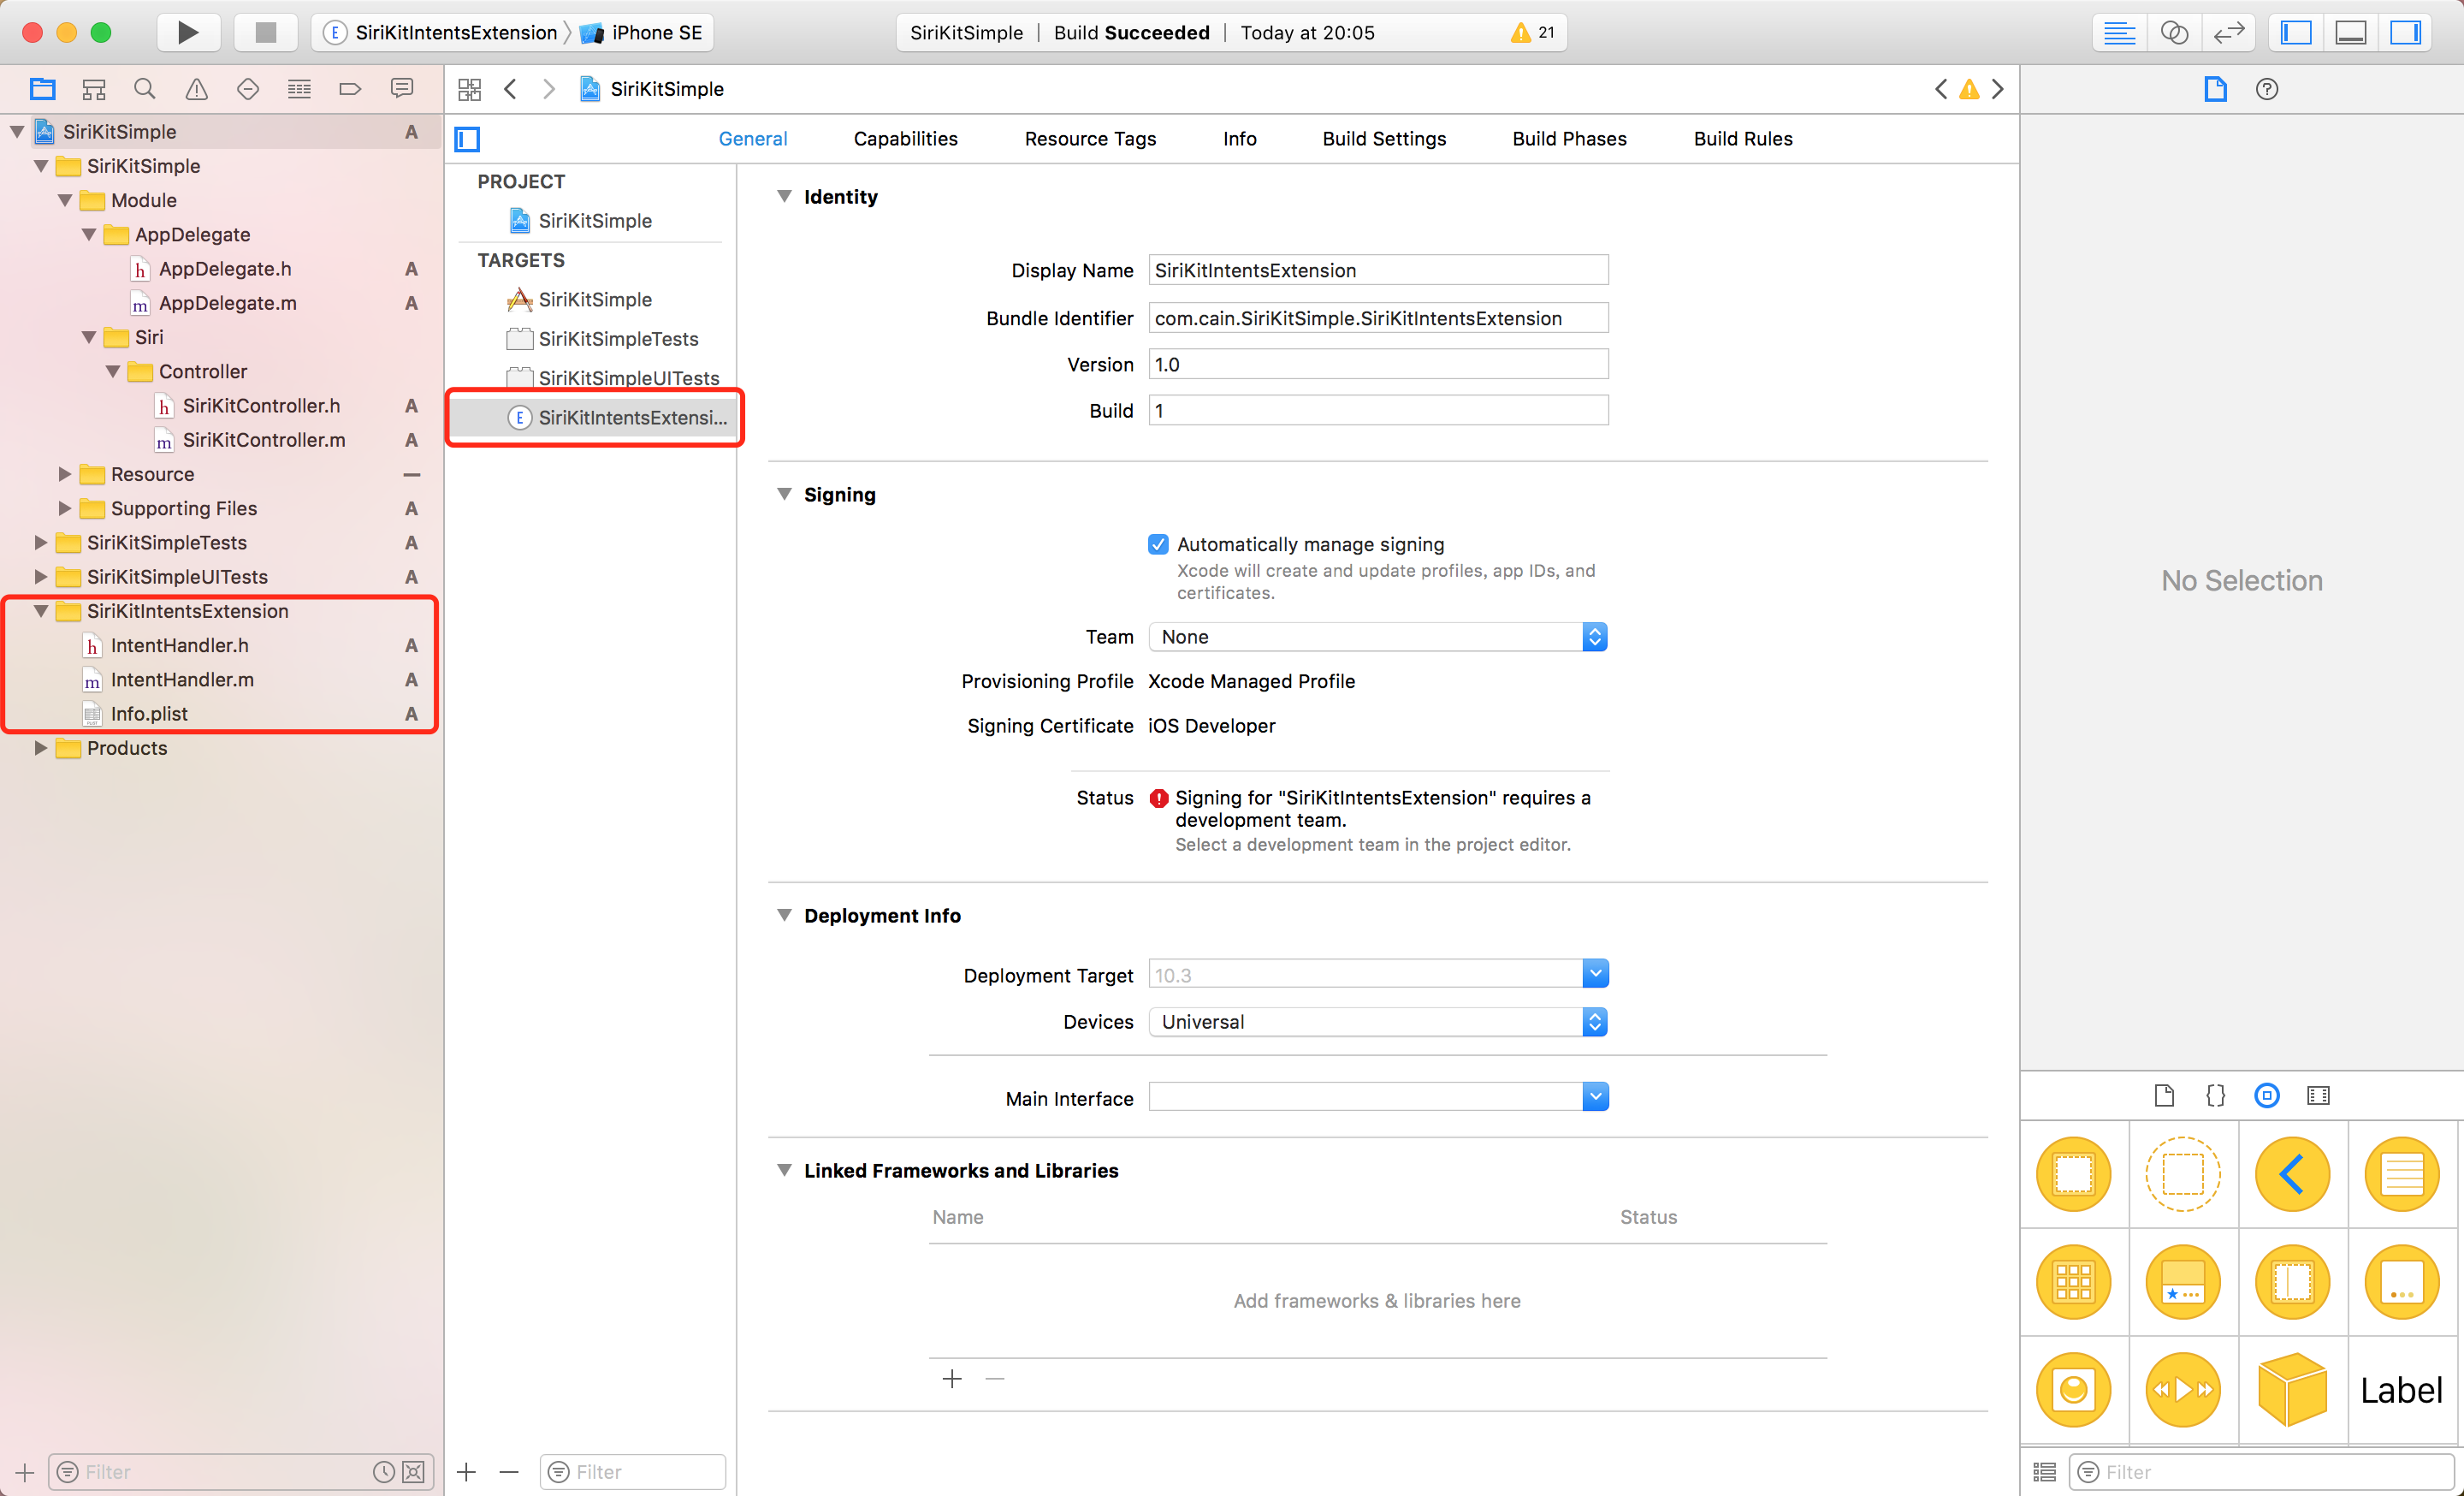 SiriKitIntentsExtension iPhone SE
SiriKitSimple | Build Succeeded | Today at 20:05
21
SiriKitSimple
SiriKitSimple A
SiriKitSimple
Module
AppDelegate
h AppDelegate.h A
m AppDelegate.m A
Siri
Controller
h SiriKitController.h A
m SiriKitController.m A
Resource
Supporting Files A
SiriKitSimpleTests A
SiriKitSimpleUITests A
SiriKitIntentsExtension
h IntentHandler.h A
m IntentHandler.m A
Info.plist A
Products
Filter
General Capabilities Resource Tags Info Build Settings Build Phases Build Rules
PROJECT
SiriKitSimple
TARGETS
SiriKitSimple
SiriKitSimpleTests
SiriKitSimpleUITests
E SiriKitIntentsExtensi...
Filter
Identity
Display Name SiriKitIntentsExtension
Bundle Identifier com.cain.SiriKitSimple.SiriKitIntentsExtension
Version 1.0
Build 1
Signing
Automatically manage signing
Xcode will create and update profiles, app IDs, and
certificates.
Team None
Provisioning Profile Xcode Managed Profile
Signing Certificate iOS Developer
Status Signing for "SiriKitIntentsExtension" requires a
development team.
Select a development team in the project editor.
Deployment Info
Deployment Target 10.3
Devices Universal
Main Interface
Linked Frameworks and Libraries
Name Status
Add frameworks & libraries here
No Selection
Label
Filter